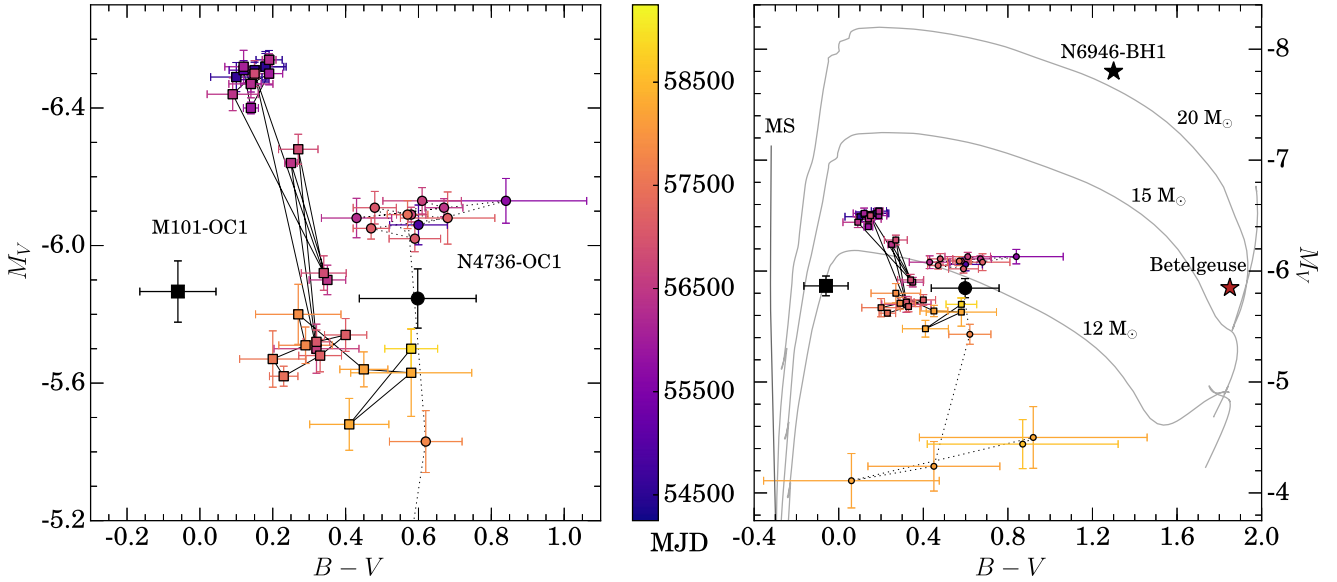 -6.4
-6.0
-5.6
-5.2
M_V
M101-OC1
N4736-OC1
-0.2
0.0
0.2
0.4
0.6
0.8
1.0
B − V
58500
57500
56500
55500
54500
MJD
MS
N6946-BH1
20 M☉
15 M☉
Betelgeuse
12 M☉
-8
-7
-6
-5
-4
M_V
-0.4
0.0
0.4
0.8
1.2
1.6
2.0
B − V